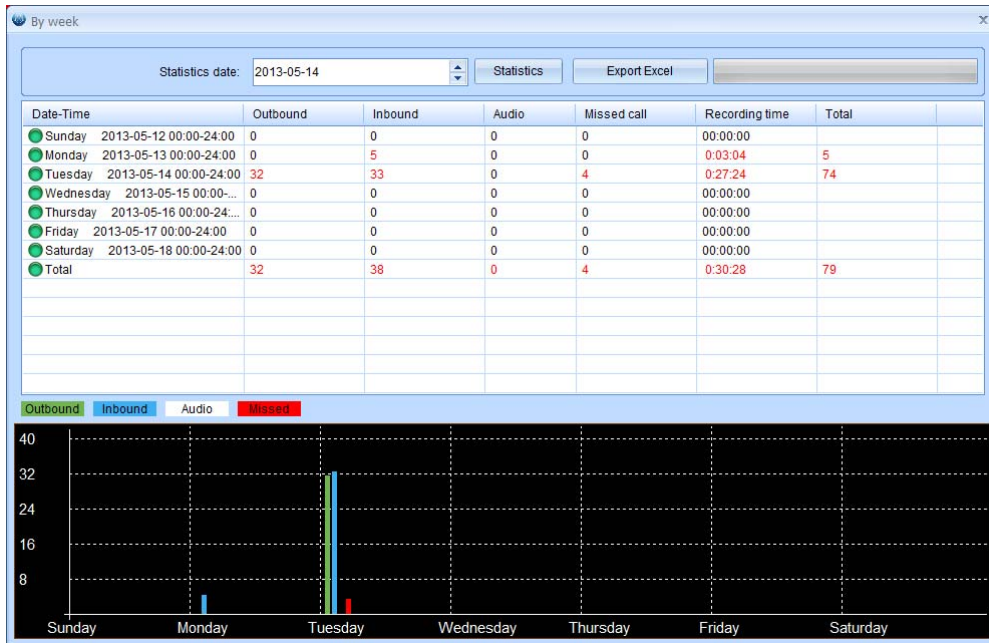 By week x
Statistics date: 2013-05-14 Statistics Export Excel
Date-Time Outbound Inbound Audio Missed call Recording time Total
Sunday 2013-05-12 00:00-24:00 0 0 0 0 00:00:00
Monday 2013-05-13 00:00-24:00 0 5 0 0 0:03:04 5
Tuesday 2013-05-14 00:00-24:00 32 33 0 4 0:27:24 74
Wednesday 2013-05-15 00:00-... 0 0 0 0 00:00:00
Thursday 2013-05-16 00:00-24:... 0 0 0 0 00:00:00
Friday 2013-05-17 00:00-24:00 0 0 0 0 00:00:00
Saturday 2013-05-18 00:00-24:00 0 0 0 0 00:00:00
Total 32 38 0 4 0:30:28 79
Outbound Inbound Audio Missed
40
32
24
16
8
Sunday Monday Tuesday Wednesday Thursday Friday Saturday